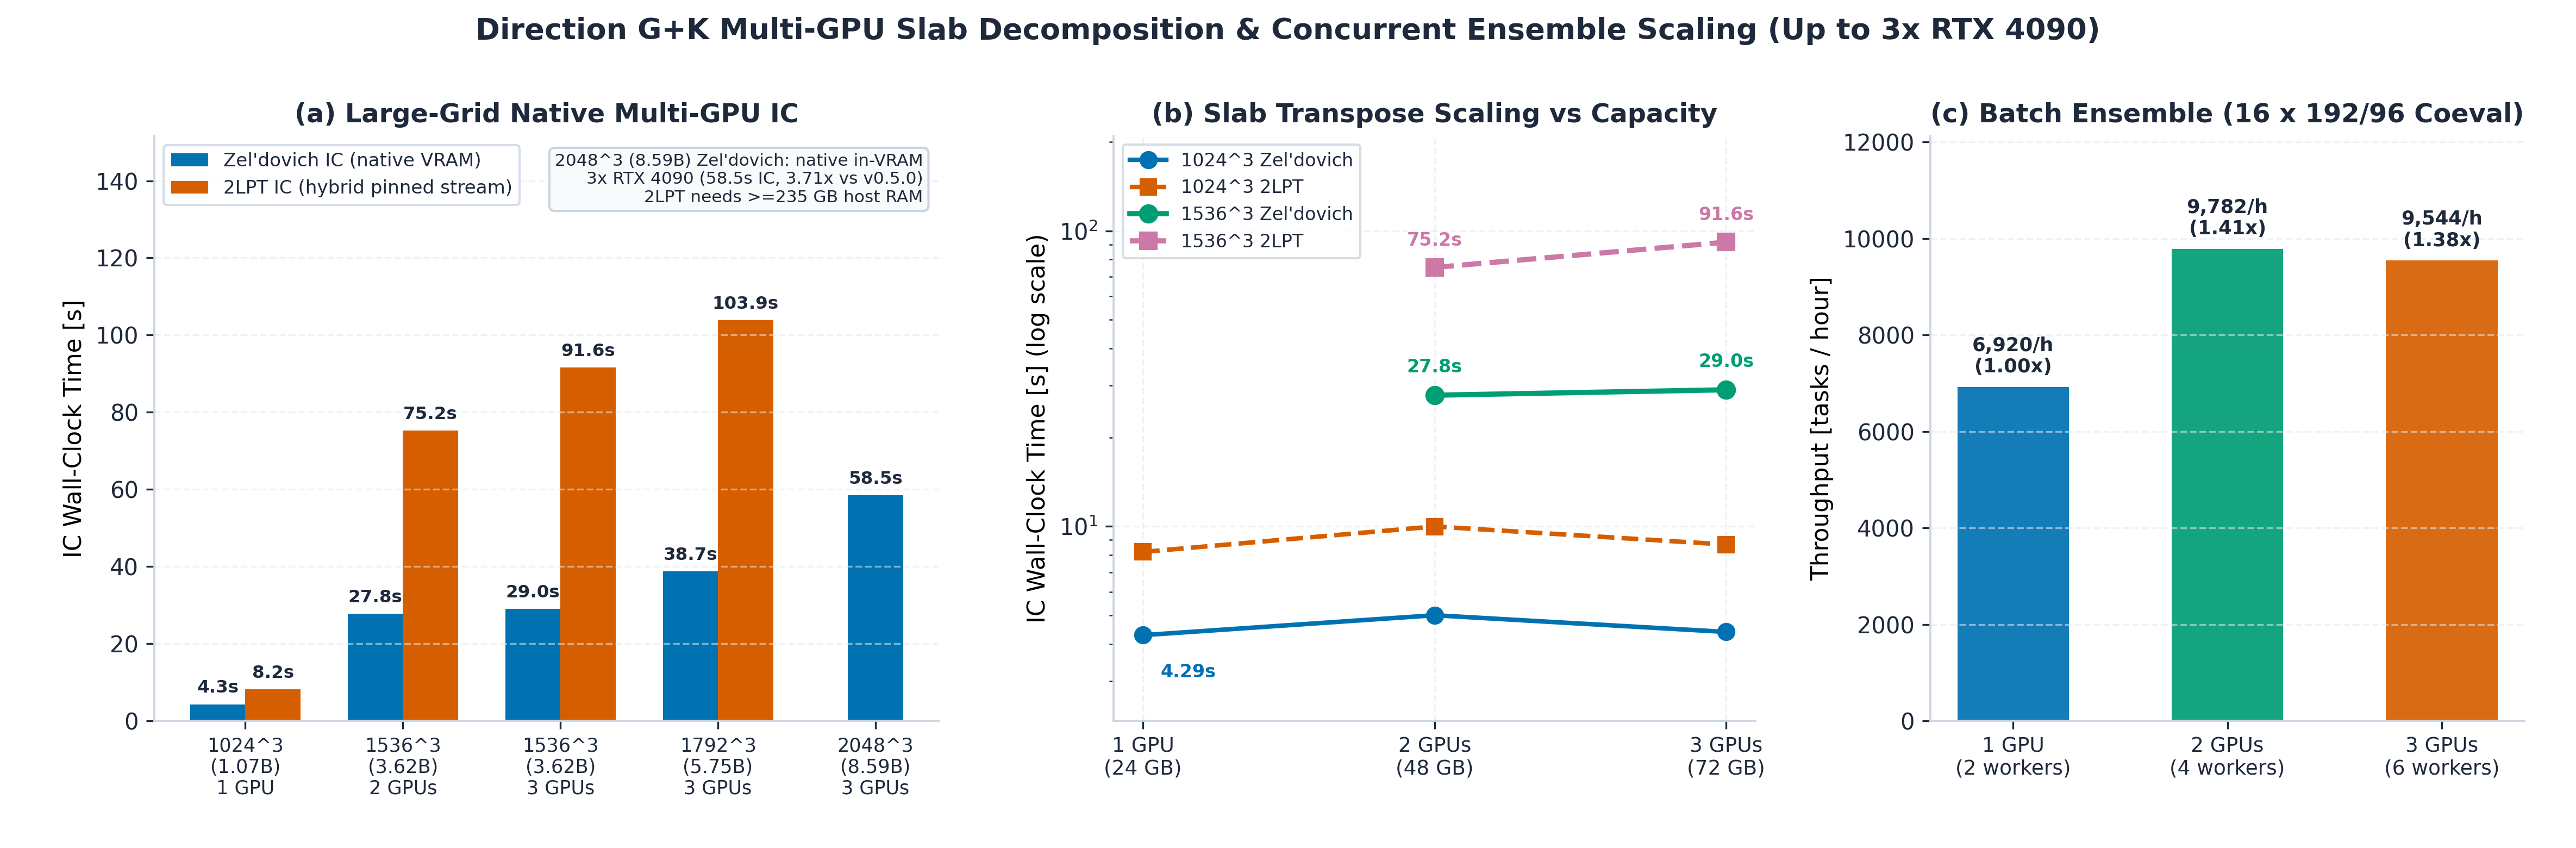 Direction G+K Multi-GPU Slab Decomposition & Concurrent Ensemble Scaling (Up to 3x RTX 4090)
(a) Large-Grid Native Multi-GPU IC
Zel'dovich IC (native VRAM)
2LPT IC (hybrid pinned stream)
2048^3 (8.59B) Zel'dovich: native in-VRAM
3x RTX 4090 (58.5s IC, 3.71x vs v0.5.0)
2LPT needs >=235 GB host RAM
IC Wall-Clock Time [s]
140
120
100
80
60
40
20
0
4.3s
8.2s
27.8s
75.2s
29.0s
91.6s
38.7s
103.9s
58.5s
1024^3
(1.07B)
1 GPU
1536^3
(3.62B)
2 GPUs
1536^3
(3.62B)
3 GPUs
1792^3
(5.75B)
3 GPUs
2048^3
(8.59B)
3 GPUs
(b) Slab Transpose Scaling vs Capacity
1024^3 Zel'dovich
1024^3 2LPT
1536^3 Zel'dovich
1536^3 2LPT
IC Wall-Clock Time [s] (log scale)
10²
10¹
75.2s
91.6s
27.8s
29.0s
4.29s
1 GPU
(24 GB)
2 GPUs
(48 GB)
3 GPUs
(72 GB)
(c) Batch Ensemble (16 x 192/96 Coeval)
Throughput [tasks / hour]
12000
10000
8000
6000
4000
2000
0
6,920/h
(1.00x)
9,782/h
(1.41x)
9,544/h
(1.38x)
1 GPU
(2 workers)
2 GPUs
(4 workers)
3 GPUs
(6 workers)